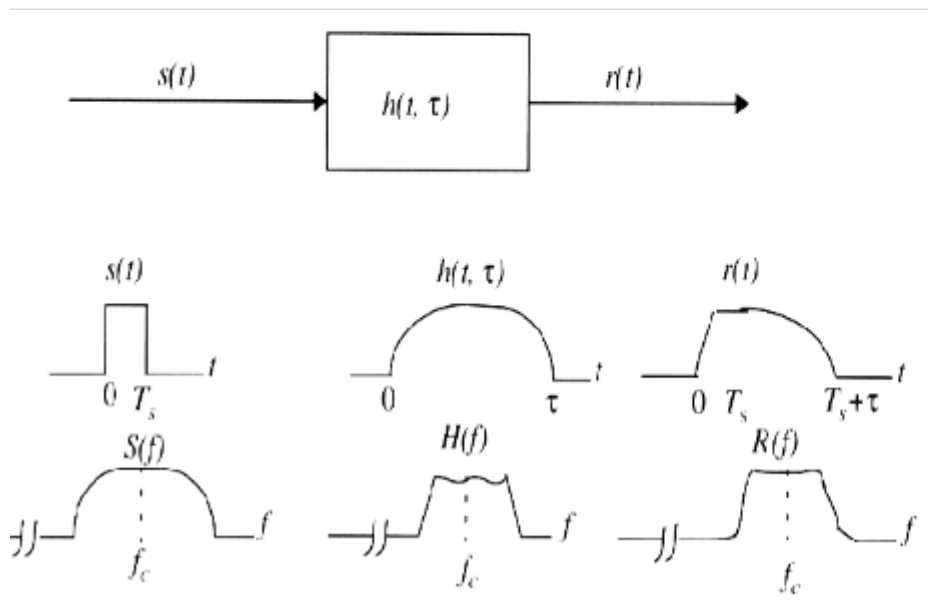 s(t) h(t, τ) r(t)
s(t) h(t, τ) r(t)
t t t
0 T_s 0 τ 0 T_s T_s+τ
S(f) H(f) R(f)
f f f
f_c f_c f_c